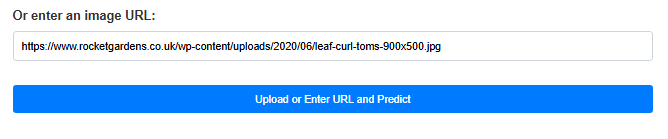 Or enter an image URL:
https://www.rocketgardens.co.uk/wp-content/uploads/2020/06/leaf-curl-toms-900x500.jpg
Upload or Enter URL and Predict